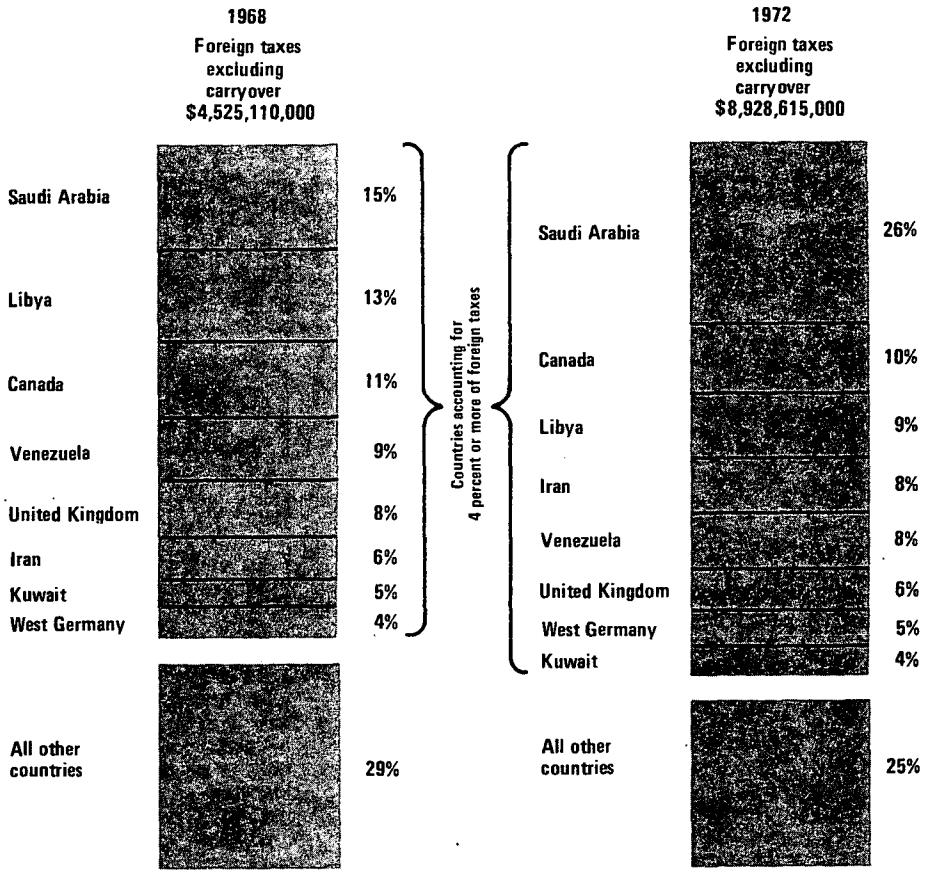 1968
Foreign taxes
excluding
carryover
$4,525,110,000
Saudi Arabia 15%
Libya 13%
Canada 11%
Venezuela 9%
United Kingdom 8%
Iran 6%
Kuwait 5%
West Germany 4%
All other
countries 29%
Countries accounting for
4 percent or more of foreign taxes
1972
Foreign taxes
excluding
carryover
$8,928,615,000
Saudi Arabia 26%
Canada 10%
Libya 9%
Iran 8%
Venezuela 8%
United Kingdom 6%
West Germany 5%
Kuwait 4%
All other
countries 25%